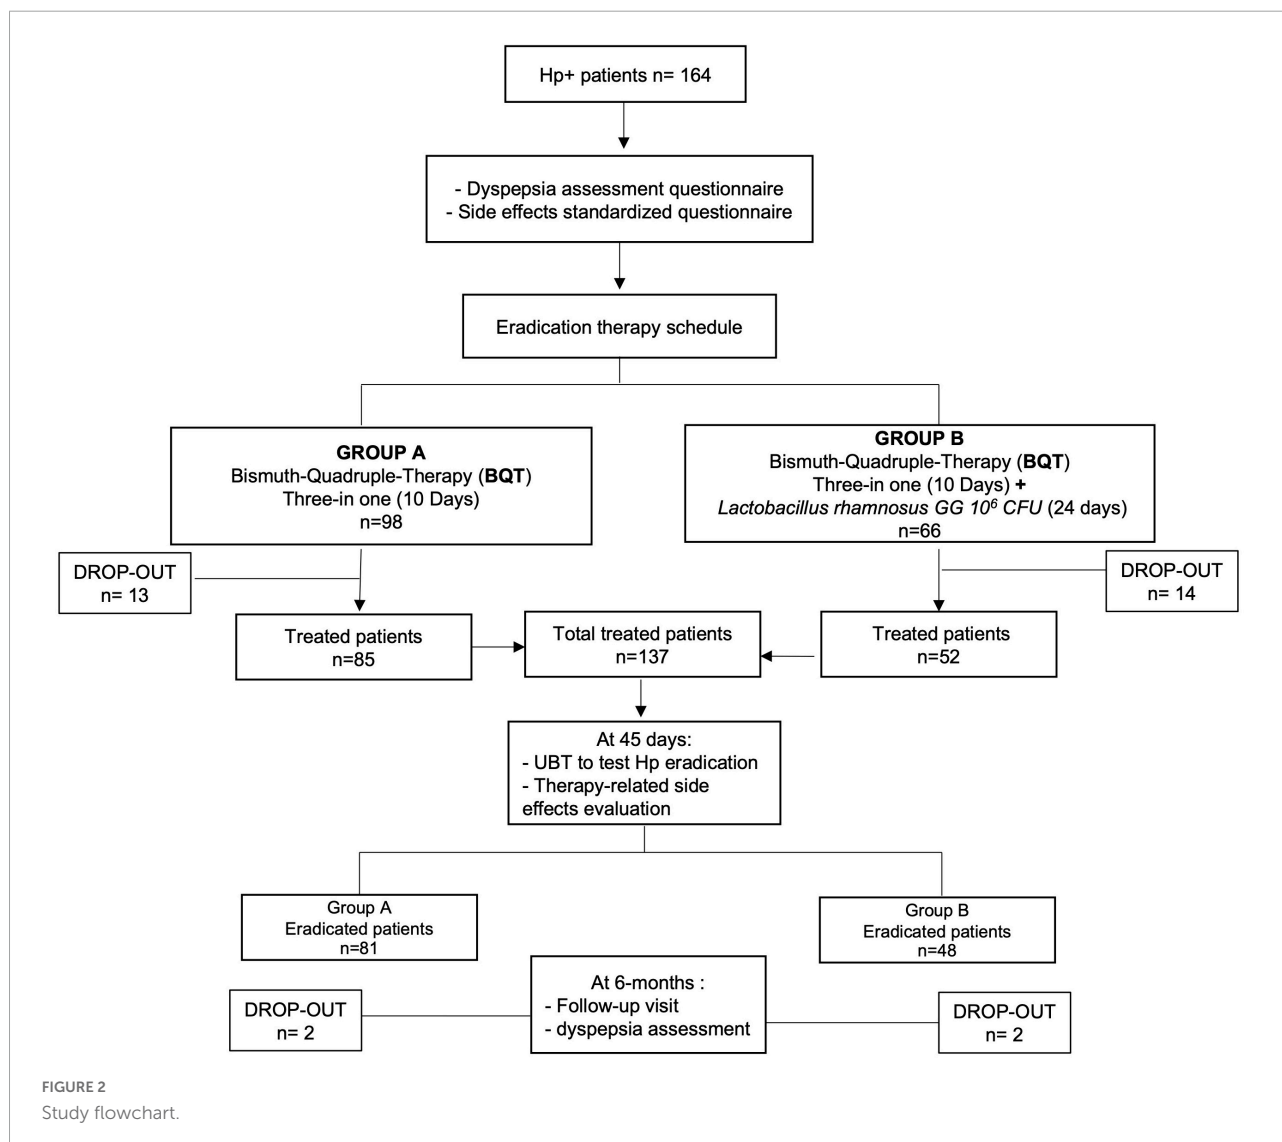 Hp+ patients n= 164
- Dyspepsia assessment questionnaire
- Side effects standardized questionnaire
Eradication therapy schedule
GROUP A
Bismuth-Quadruple-Therapy (BQT)
Three-in one (10 Days)
n=98
GROUP B
Bismuth-Quadruple-Therapy (BQT)
Three-in one (10 Days) +
Lactobacillus rhamnosus GG 10⁶ CFU (24 days)
n=66
DROP-OUT
n= 13
DROP-OUT
n= 14
Treated patients
n=85
Total treated patients
n=137
Treated patients
n=52
At 45 days:
- UBT to test Hp eradication
- Therapy-related side
effects evaluation
Group A
Eradicated patients
n=81
Group B
Eradicated patients
n=48
At 6-months :
- Follow-up visit
- dyspepsia assessment
DROP-OUT
n= 2
DROP-OUT
n= 2
FIGURE 2
Study flowchart.